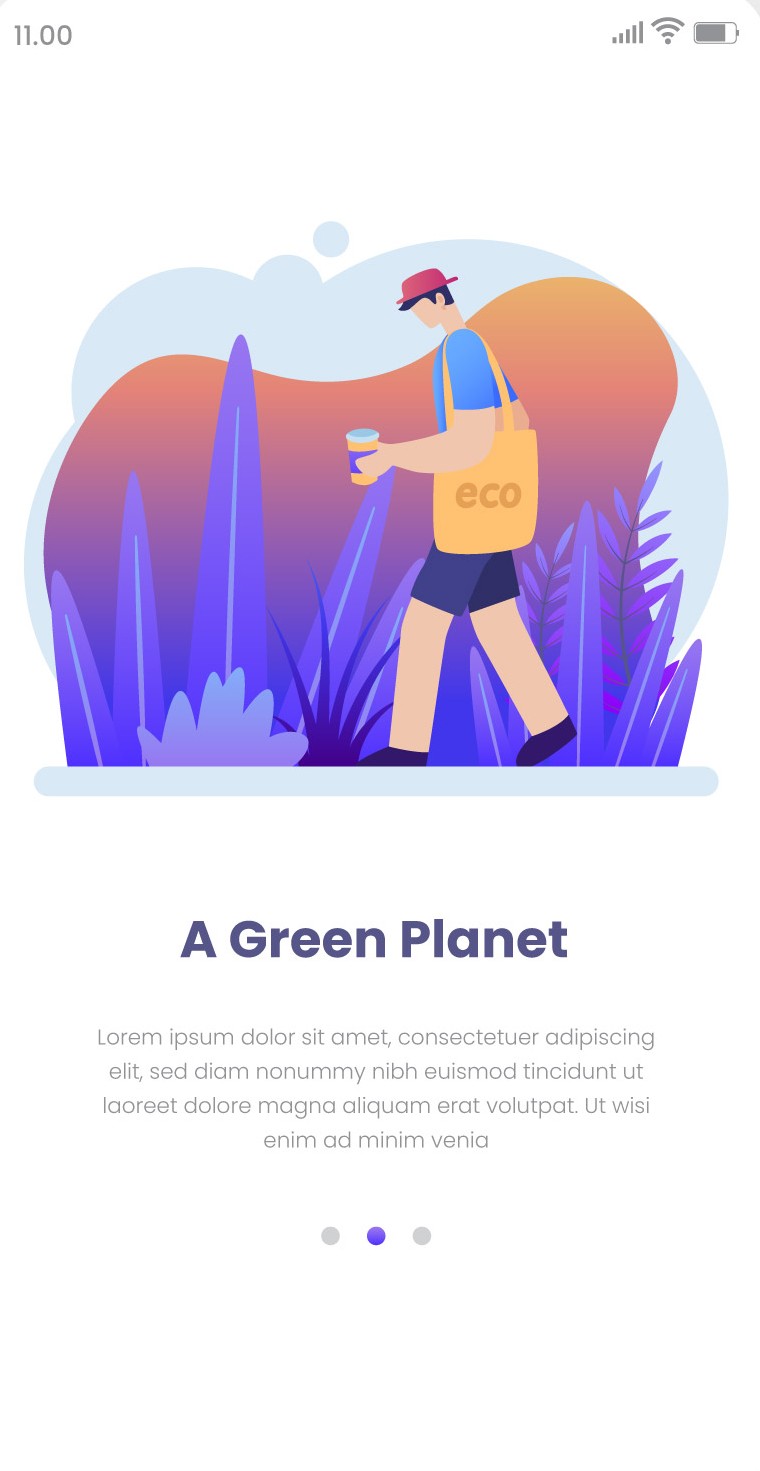 11.00
eco
A Green Planet
Lorem ipsum dolor sit amet, consectetuer adipiscing
elit, sed diam nonummy nibh euismod tincidunt ut
laoreet dolore magna aliquam erat volutpat. Ut wisi
enim ad minim venia